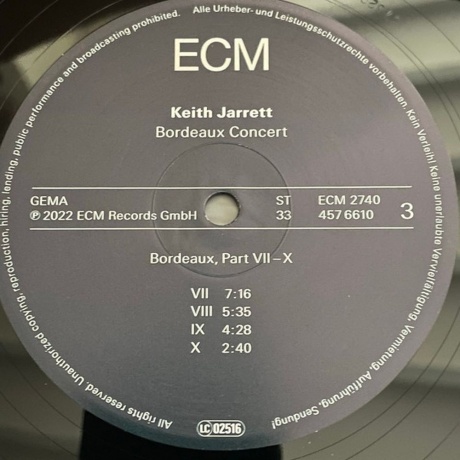 All rights reserved. Unauthorized copying, reproduction, hiring, lending, public performance and broadcasting prohibited.
Alle Urheber- und Leistungsschutzrechte vorbehalten. Kein Verleih! Keine unerlaubte Vervielfältigung, Vermietung, Aufführung, Sendung!
ECM
Keith Jarrett
Bordeaux Concert
GEMA ST ECM 2740
℗ 2022 ECM Records GmbH 33 457 6610 3
Bordeaux, Part VII – X
VII 7:16
VIII 5:35
IX 4:28
X 2:40
LC 02516